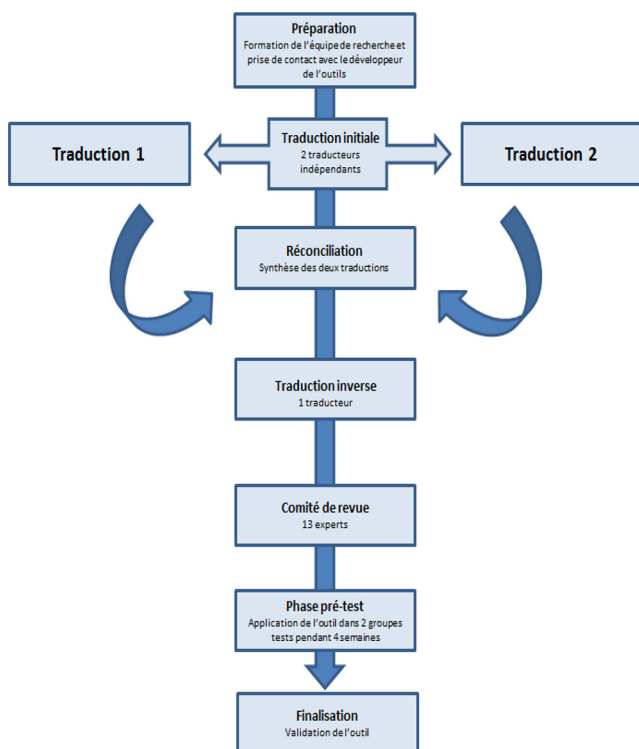 Préparation
Formation de l'équipe de recherche et
prise de contact avec le développeur
de l'outils
Traduction 1
Traduction initiale
2 traducteurs
indépendants
Traduction 2
Réconciliation
Synthèse des deux traductions
Traduction inverse
1 traducteur
Comité de revue
13 experts
Phase pré-test
Application de l'outil dans 2 groupes
tests pendant 4 semaines
Finalisation
Validation de l'outil